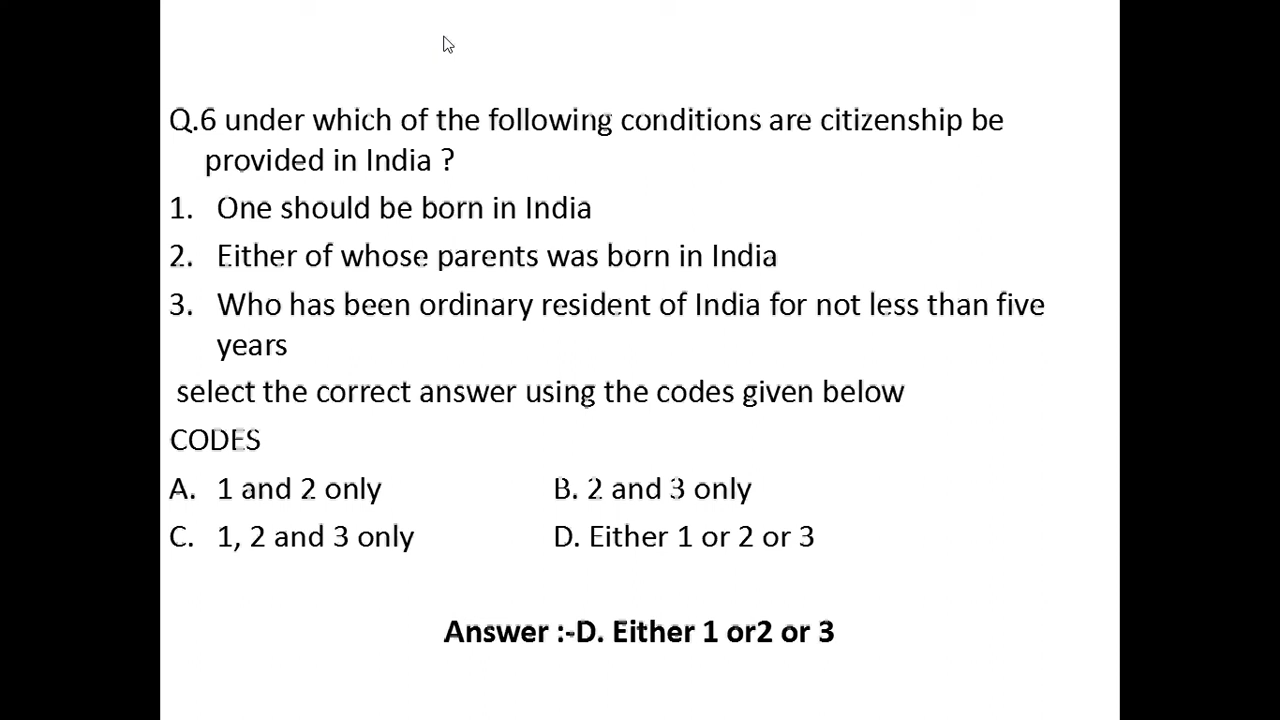 Q.6 under which of the following conditions are citizenship be
provided in India ?
1. One should be born in India
2. Either of whose parents was born in India
3. Who has been ordinary resident of India for not less than five
years
select the correct answer using the codes given below
CODES
A. 1 and 2 only B. 2 and 3 only
C. 1, 2 and 3 only D. Either 1 or 2 or 3
Answer :-D. Either 1 or2 or 3